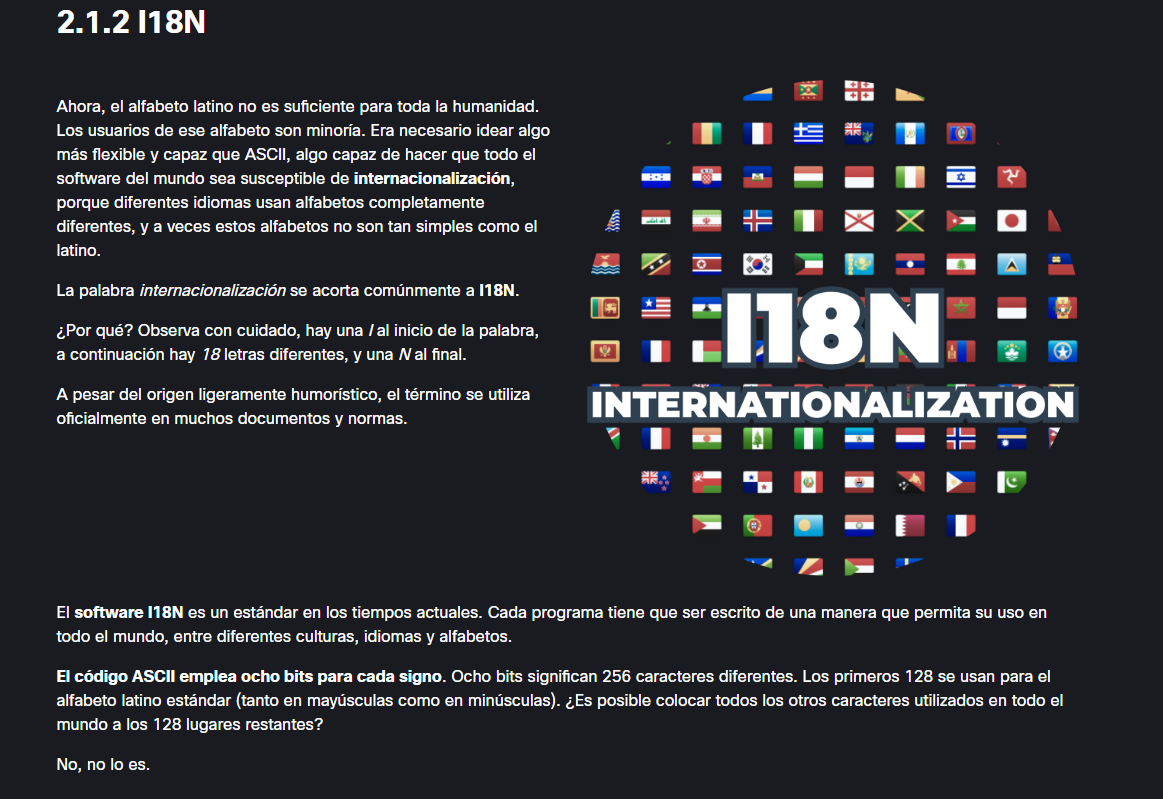 2.1.2 I18N
Ahora, el alfabeto latino no es suficiente para toda la humanidad.
Los usuarios de ese alfabeto son minoría. Era necesario idear algo
más flexible y capaz que ASCII, algo capaz de hacer que todo el
software del mundo sea susceptible de internacionalización,
porque diferentes idiomas usan alfabetos completamente
diferentes, y a veces estos alfabetos no son tan simples como el
latino.
La palabra internacionalización se acorta comúnmente a I18N.
¿Por qué? Observa con cuidado, hay una I al inicio de la palabra,
a continuación hay 18 letras diferentes, y una N al final.
A pesar del origen ligeramente humorístico, el término se utiliza
oficialmente en muchos documentos y normas.
I18N
INTERNATIONALIZATION
El software I18N es un estándar en los tiempos actuales. Cada programa tiene que ser escrito de una manera que permita su uso en
todo el mundo, entre diferentes culturas, idiomas y alfabetos.
El código ASCII emplea ocho bits para cada signo. Ocho bits significan 256 caracteres diferentes. Los primeros 128 se usan para el
alfabeto latino estándar (tanto en mayúsculas como en minúsculas). ¿Es posible colocar todos los otros caracteres utilizados en todo el
mundo a los 128 lugares restantes?
No, no lo es.